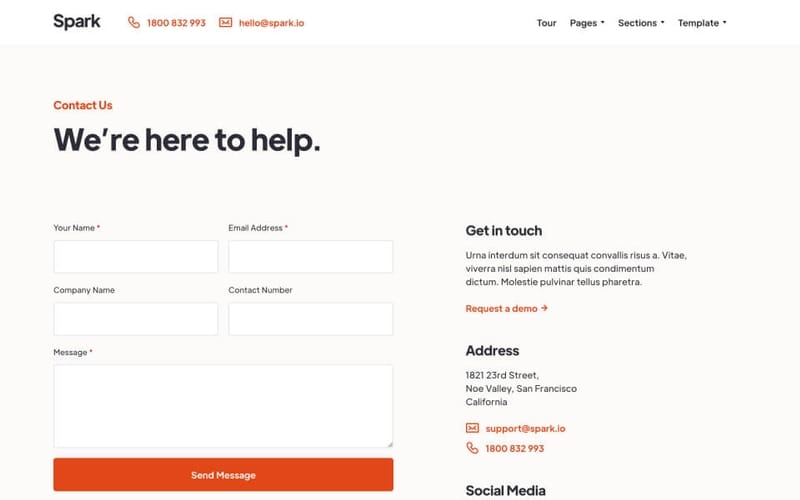 Spark
1800 832 993
hello@spark.io
Tour
Pages
Sections
Template
Contact Us
We're here to help.
Your Name *
Email Address *
Company Name
Contact Number
Message *
Send Message
Get in touch
Urna interdum sit consequat convallis risus a. Vitae,
viverra nisl sapien mattis quis condimentum
dictum. Molestie pulvinar tellus pharetra.
Request a demo →
Address
1821 23rd Street,
Noe Valley, San Francisco
California
support@spark.io
1800 832 993
Social Media